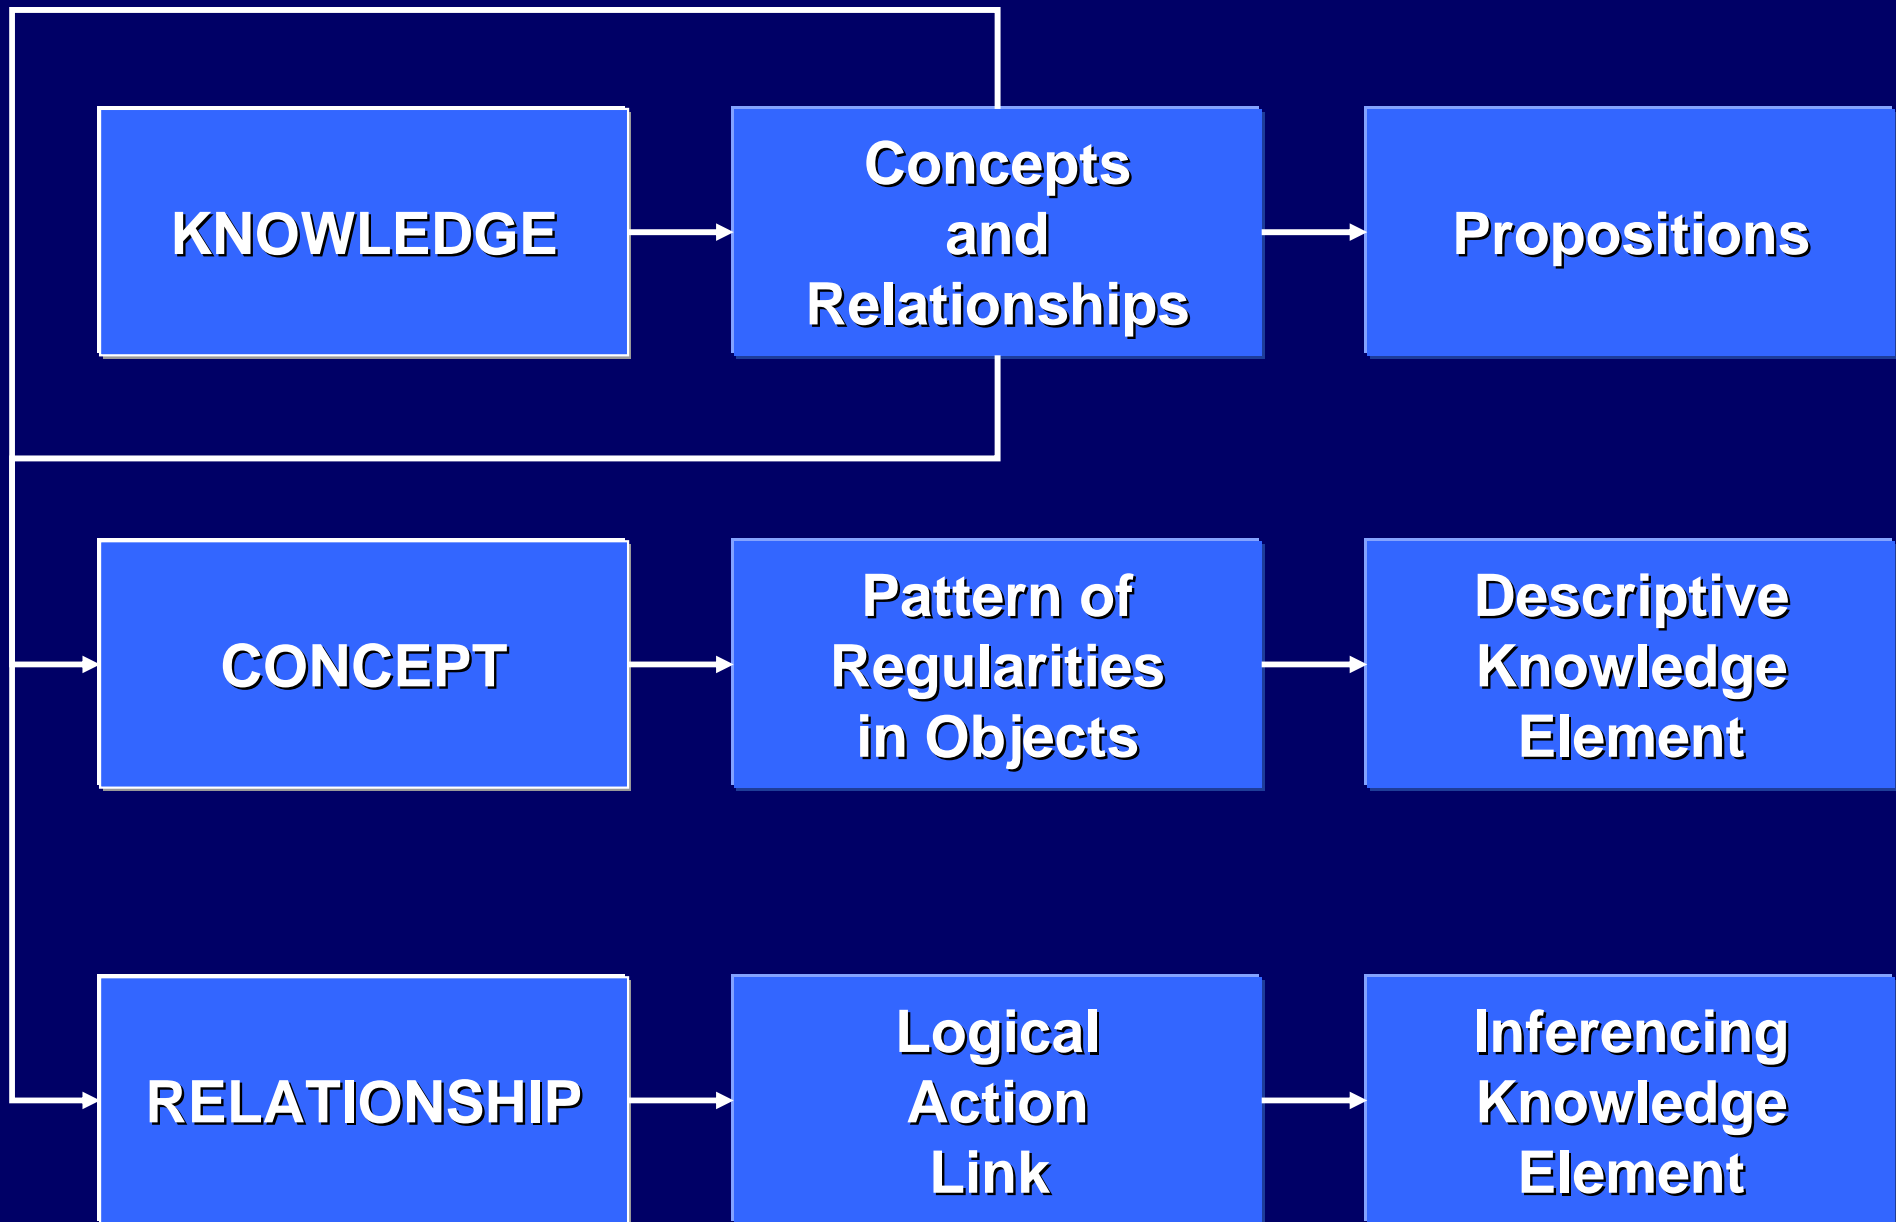 KNOWLEDGE
Concepts
and
Relationships
Propositions
CONCEPT
Pattern of
Regularities
in Objects
Descriptive
Knowledge
Element
RELATIONSHIP
Logical
Action
Link
Inferencing
Knowledge
Element